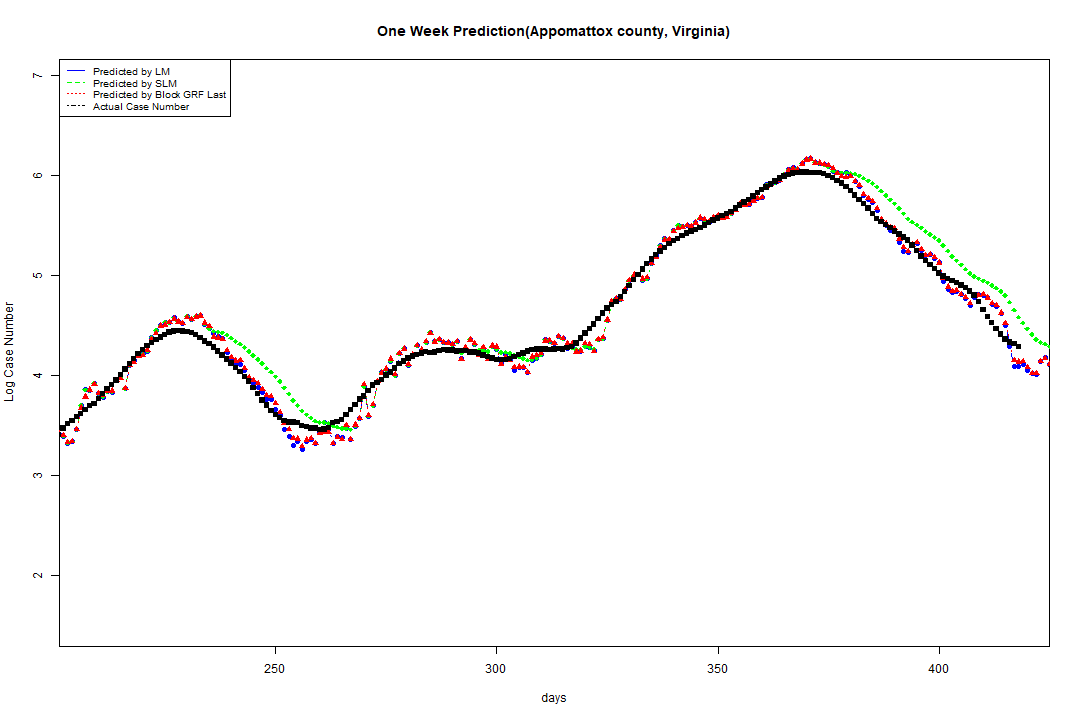 One Week Prediction(Appomattox county, Virginia)
Predicted by LM
Predicted by SLM
Predicted by Block GRF Last
Actual Case Number
7
6
5
4
3
2
Log Case Number
250
300
350
400
days